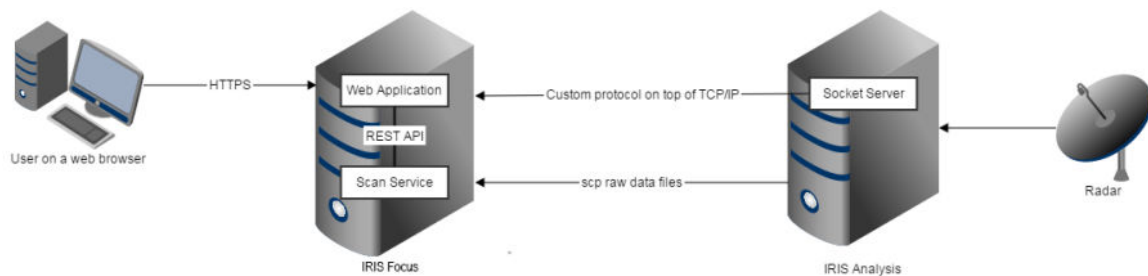 HTTPS
Web Application
Custom protocol on top of TCP/IP
Socket Server
REST API
User on a web browser
Scan Service
scp raw data files
Radar
IRIS Focus
IRIS Analysis